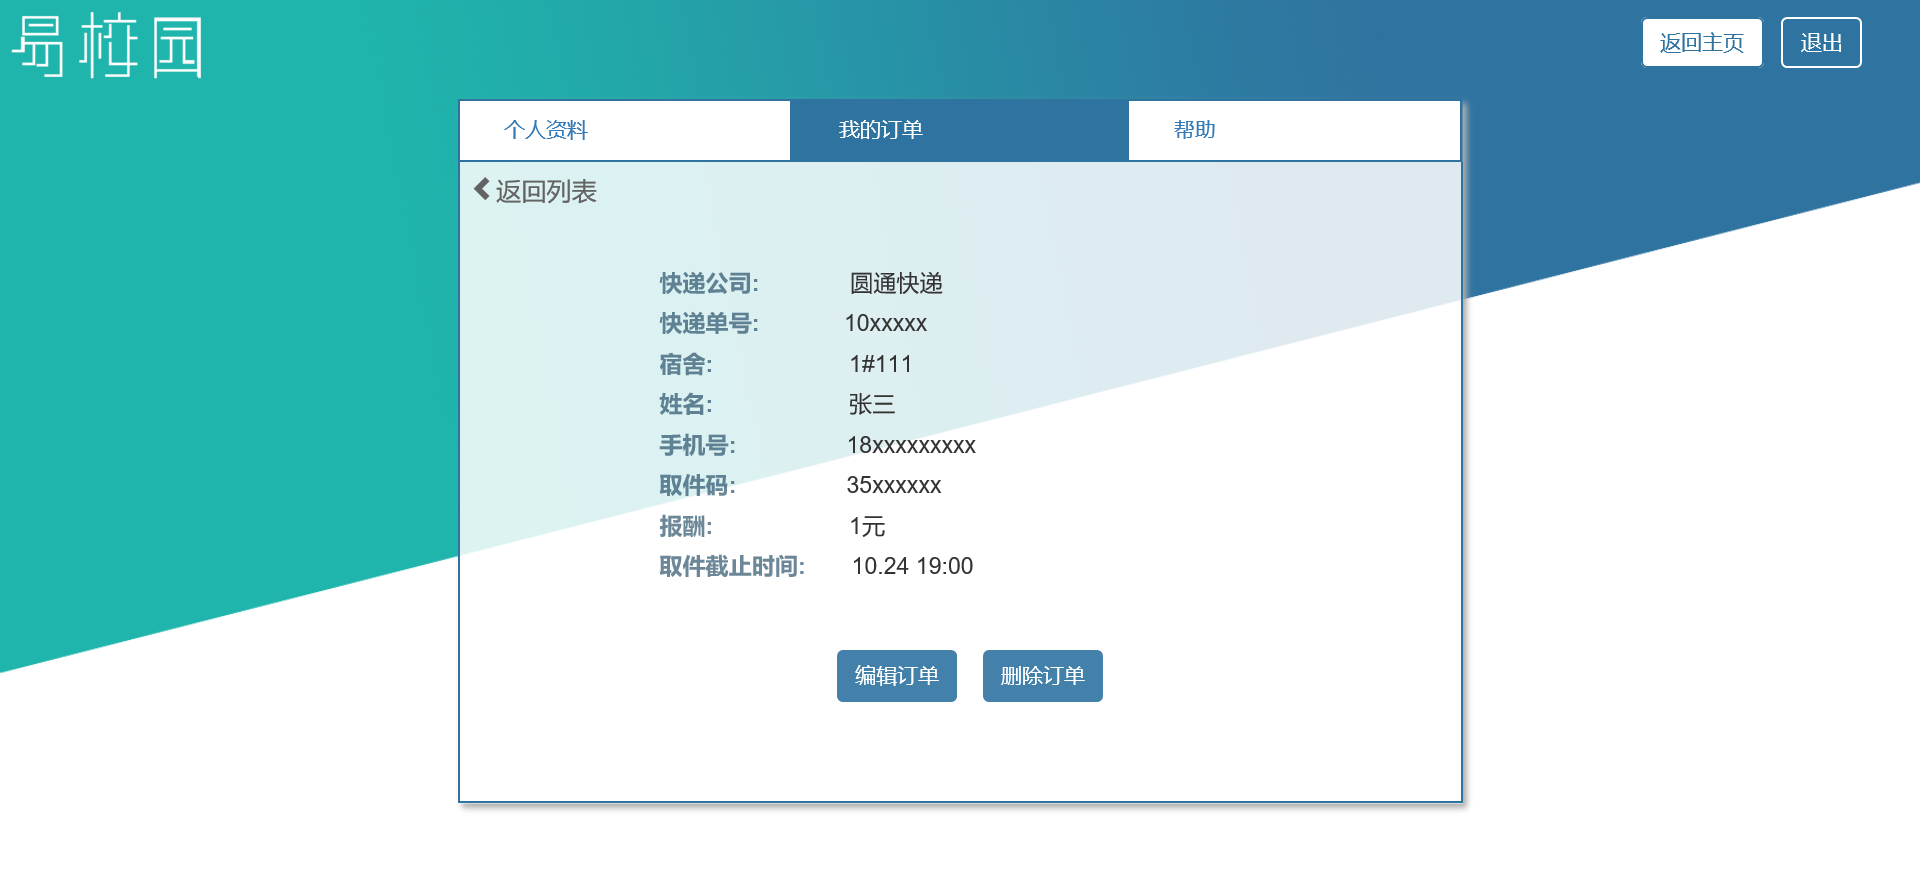 易校园
返回主页 退出
个人资料 我的订单 帮助
返回列表
快递公司: 圆通快递
快递单号: 10xxxxx
宿舍: 1#111
姓名: 张三
手机号: 18xxxxxxxxx
取件码: 35xxxxxx
报酬: 1元
取件截止时间: 10.24 19:00
编辑订单 删除订单